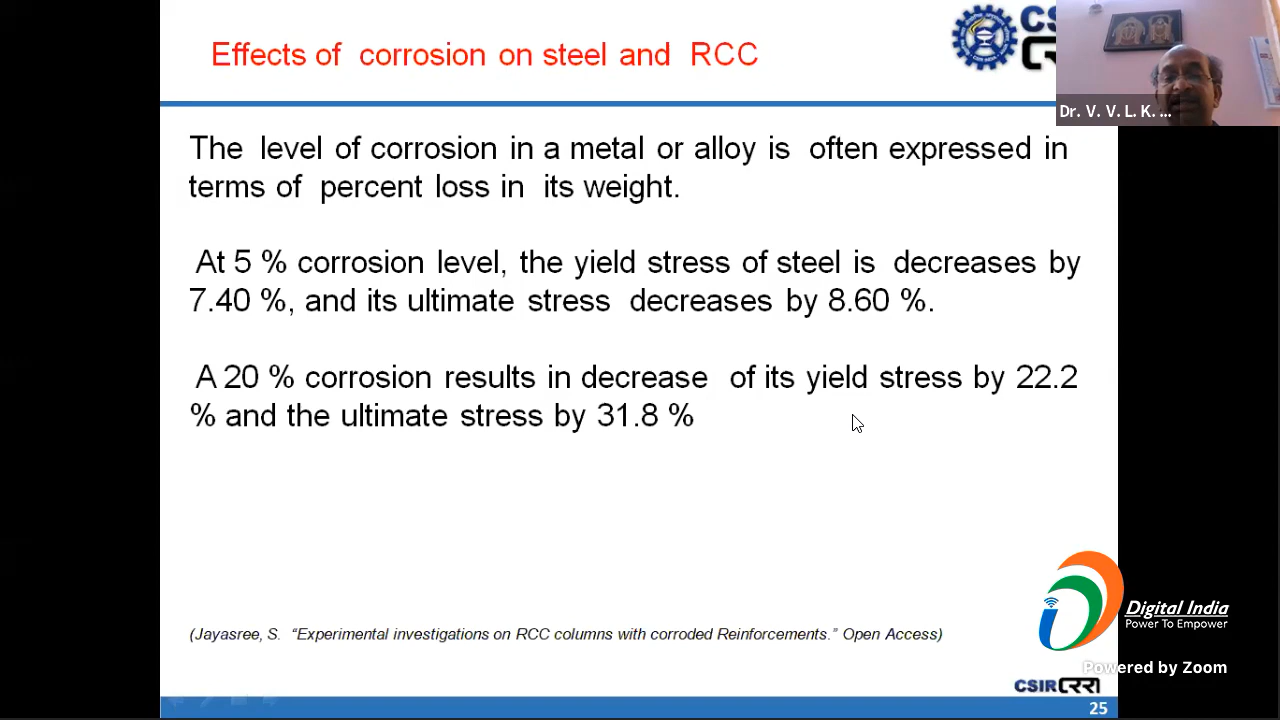 Effects of corrosion on steel and RCC
CS
Dr. V. V. L. K. ...
The level of corrosion in a metal or alloy is often expressed in
terms of percent loss in its weight.
At 5 % corrosion level, the yield stress of steel is decreases by
7.40 %, and its ultimate stress decreases by 8.60 %.
A 20 % corrosion results in decrease of its yield stress by 22.2
% and the ultimate stress by 31.8 %
(Jayasree, S. “Experimental investigations on RCC columns with corroded Reinforcements.” Open Access)
Digital India
Power To Empower
Powered by Zoom
CSIR CRRI
25